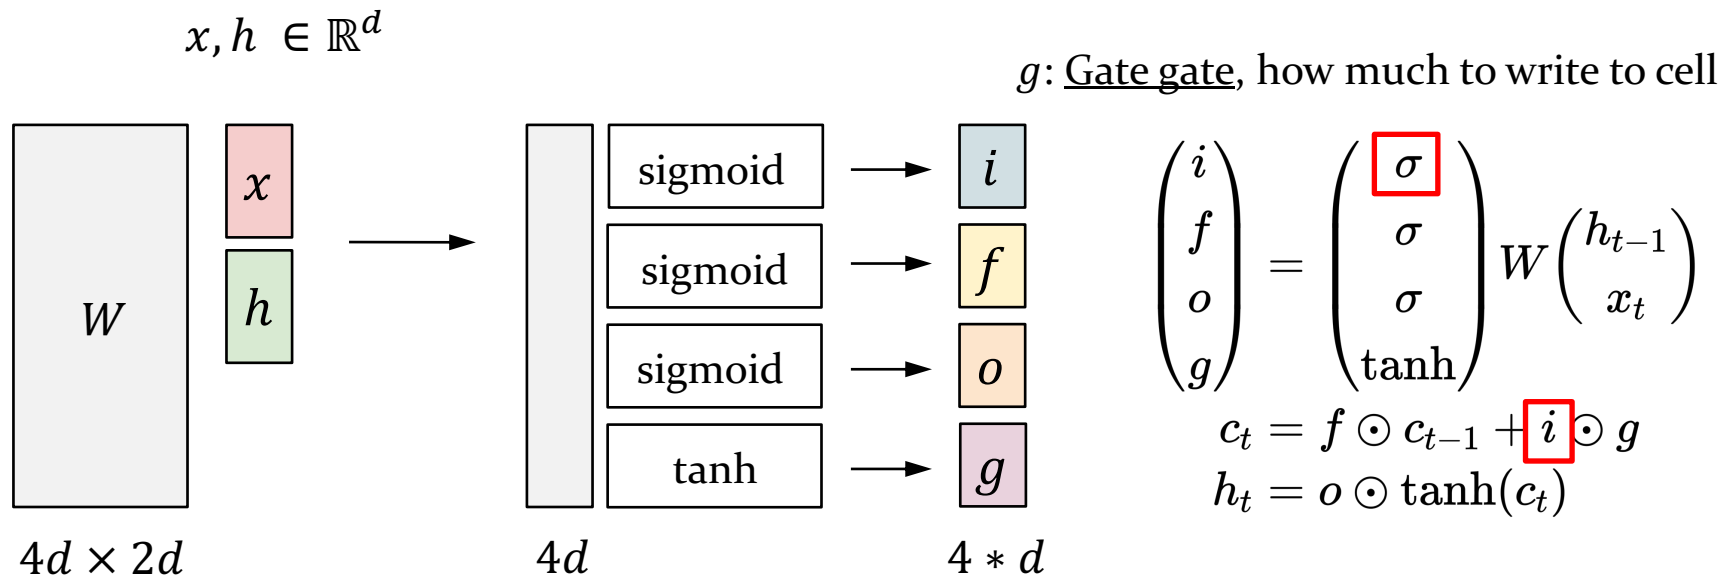 x, h ∈ ℝ^d
g: Gate gate, how much to write to cell
W
x
h
sigmoid
sigmoid
sigmoid
tanh
i
f
o
g
4d × 2d
4d
4 * d
(i f o g) = (σ σ σ tanh) W (h_{t−1} x_t)
c_t = f ⊙ c_{t−1} + i ⊙ g
h_t = o ⊙ tanh(c_t)